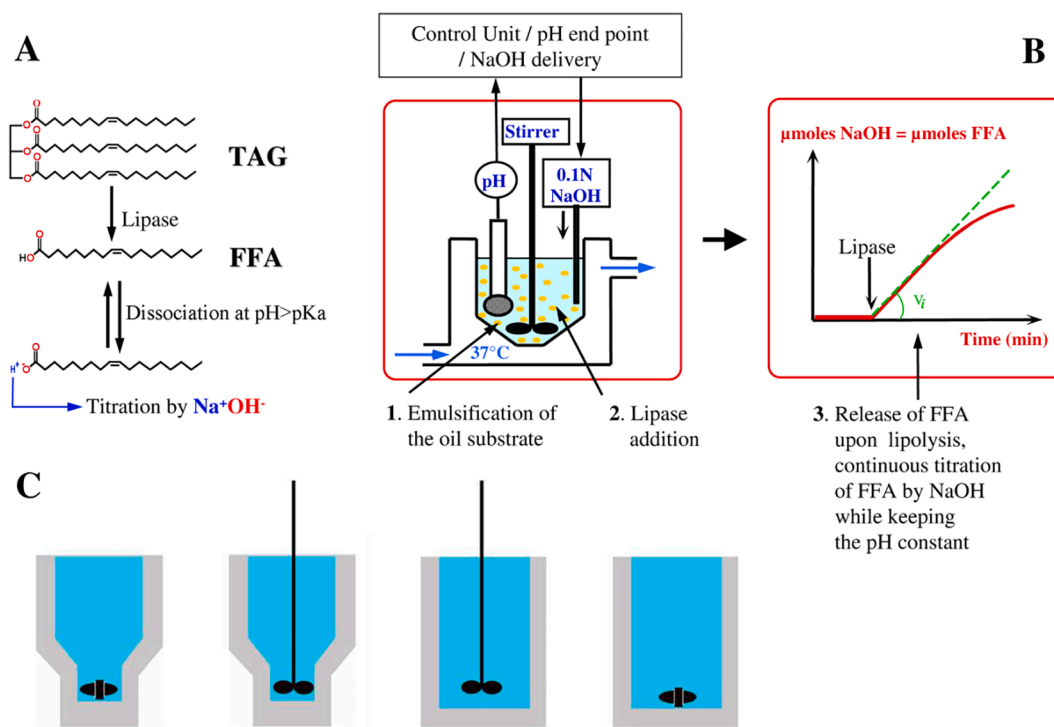 A
O
O
O
O
O
O
TAG
Lipase
O
HO
FFA
Dissociation at pH>pKa
O
H⁺ ⁻O
Titration by Na⁺OH⁻
Control Unit / pH end point
/ NaOH delivery
Stirrer
pH
0.1N
NaOH
37°C
1. Emulsification of
the oil substrate
2. Lipase
addition
B
µmoles NaOH = µmoles FFA
Lipase
vᵢ
Time (min)
3. Release of FFA
upon lipolysis,
continuous titration
of FFA by NaOH
while keeping
the pH constant
C